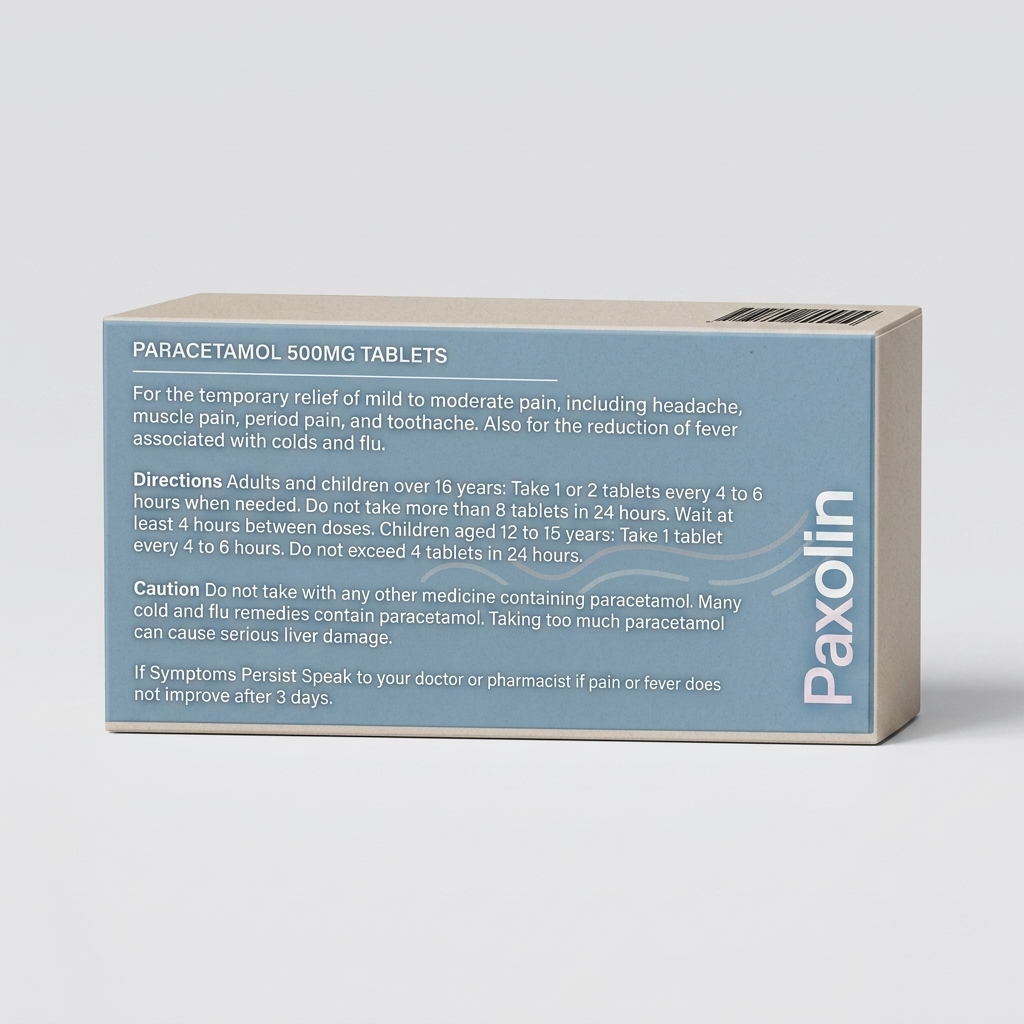 PARACETAMOL 500MG TABLETS
For the temporary relief of mild to moderate pain, including headache,
muscle pain, period pain, and toothache. Also for the reduction of fever
associated with colds and flu.
Directions Adults and children over 16 years: Take 1 or 2 tablets every 4 to 6
hours when needed. Do not take more than 8 tablets in 24 hours. Wait at
least 4 hours between doses. Children aged 12 to 15 years: Take 1 tablet
every 4 to 6 hours. Do not exceed 4 tablets in 24 hours.
Caution Do not take with any other medicine containing paracetamol. Many
cold and flu remedies contain paracetamol. Taking too much paracetamol
can cause serious liver damage.
If Symptoms Persist Speak to your doctor or pharmacist if pain or fever does
not improve after 3 days.
Paxolin